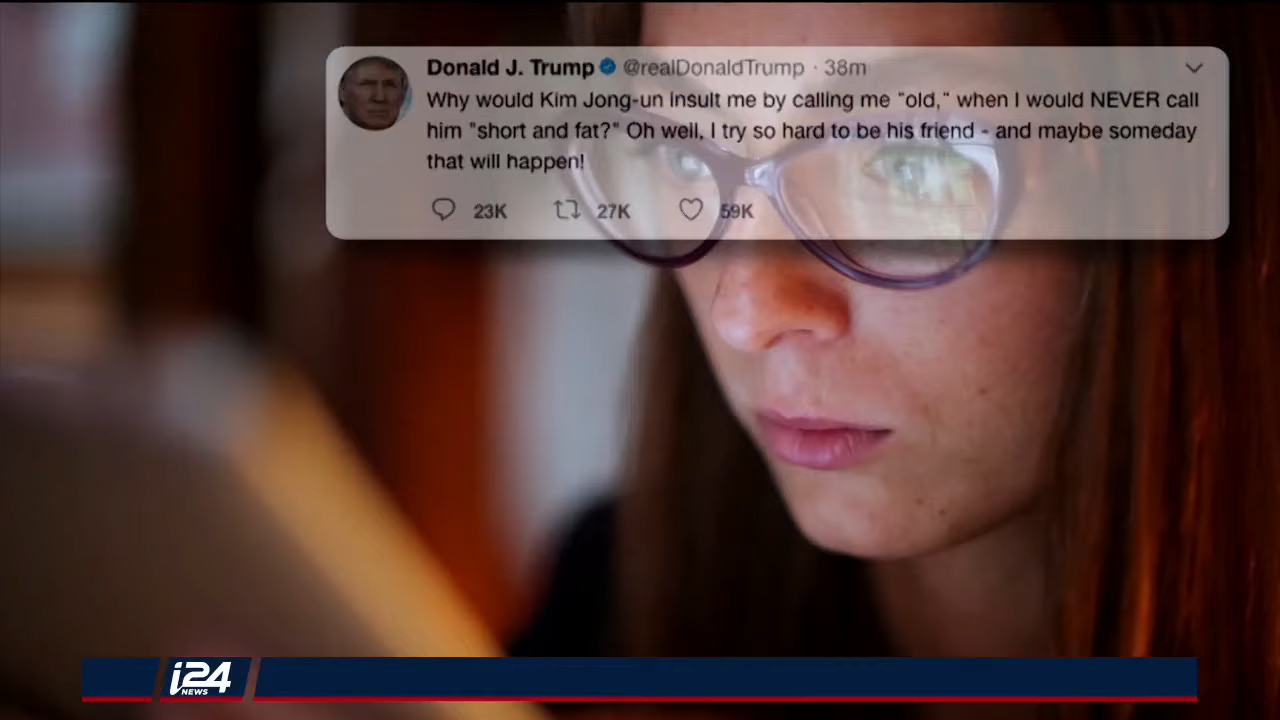 Donald J. Trump @realDonaldTrump · 38m
Why would Kim Jong-un insult me by calling me "old," when I would NEVER call
him "short and fat?" Oh well, I try so hard to be his friend - and maybe someday
that will happen!
23K 27K 59K
i24
NEWS